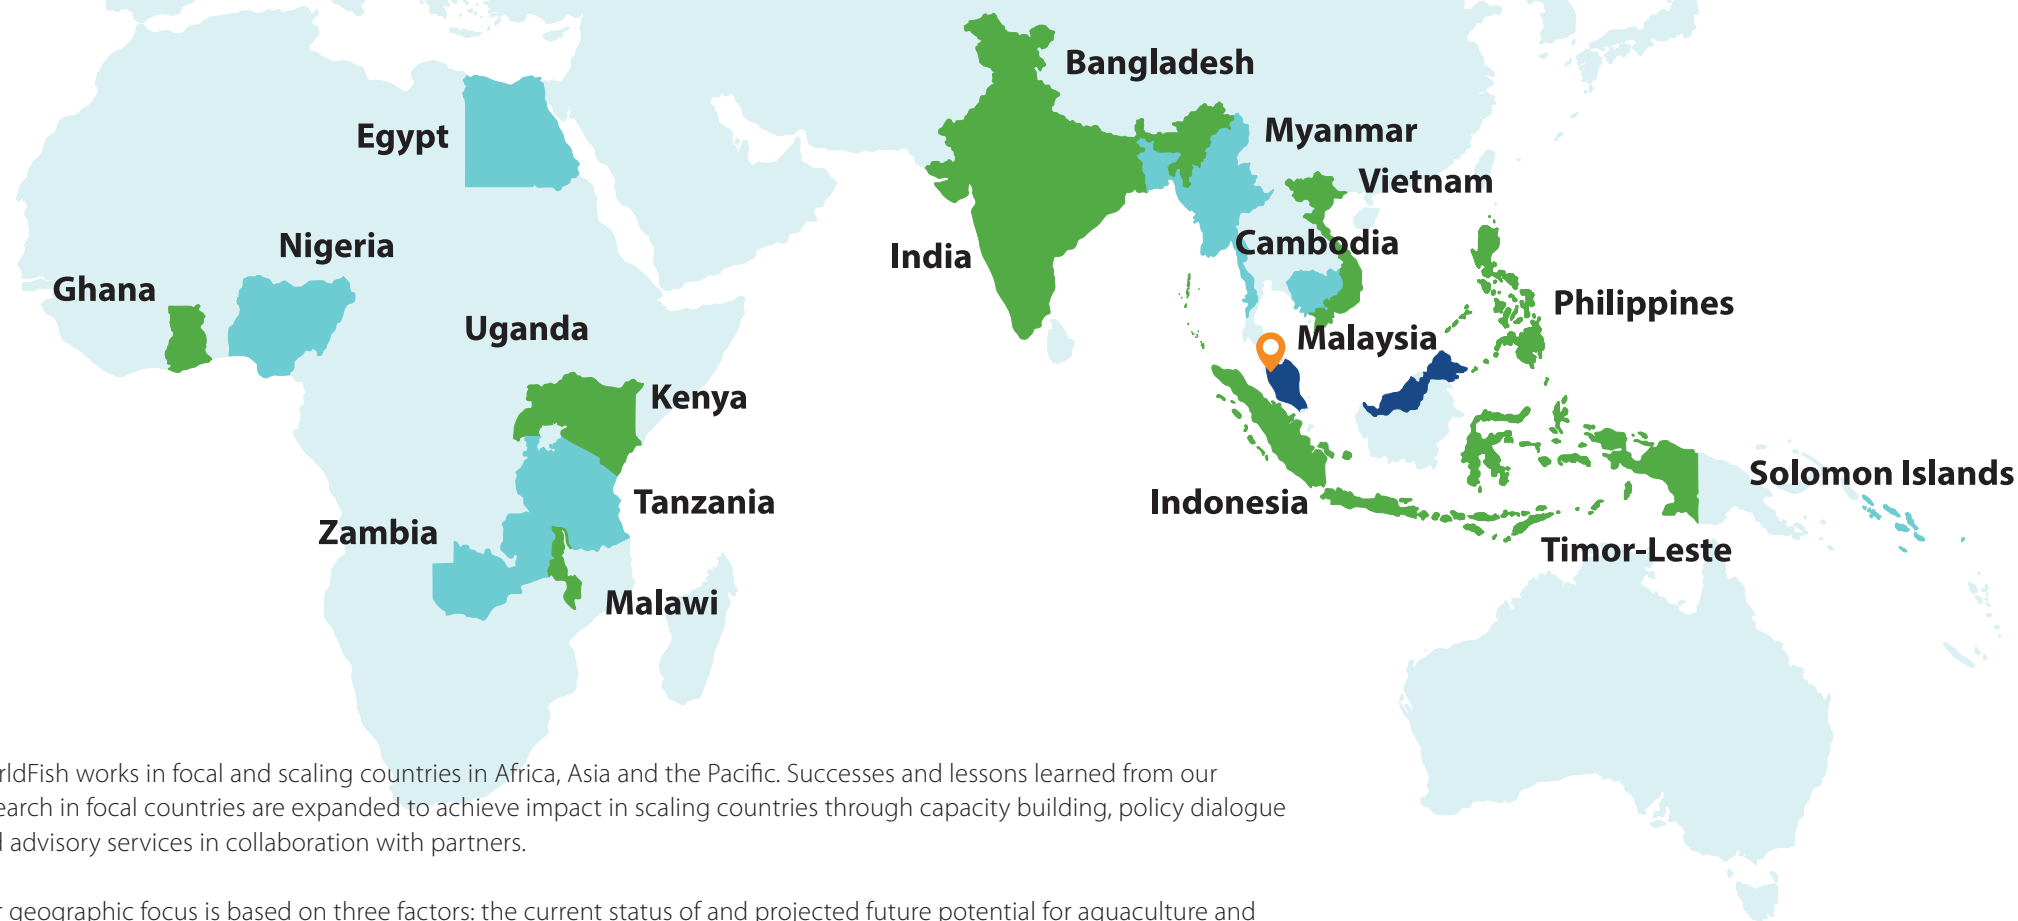 Bangladesh
Egypt
Myanmar
Vietnam
Nigeria
Cambodia
India
Ghana
Philippines
Uganda
Malaysia
Kenya
Solomon Islands
Tanzania
Indonesia
Zambia
Timor-Leste
Malawi
rldFish works in focal and scaling countries in Africa, Asia and the Pacific. Successes and lessons learned from our
earch in focal countries are expanded to achieve impact in scaling countries through capacity building, policy dialogue
d advisory services in collaboration with partners.
r geographic focus is based on three factors: the current status of and projected future potential for aquaculture and